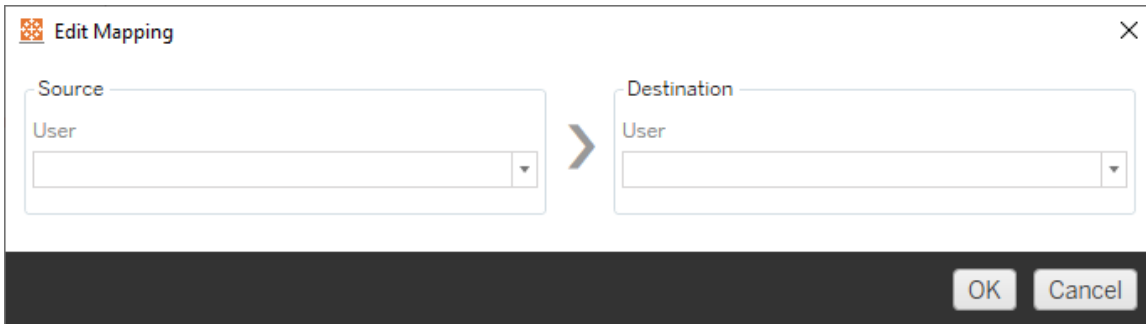 Edit Mapping
Source
User
Destination
User
OK
Cancel